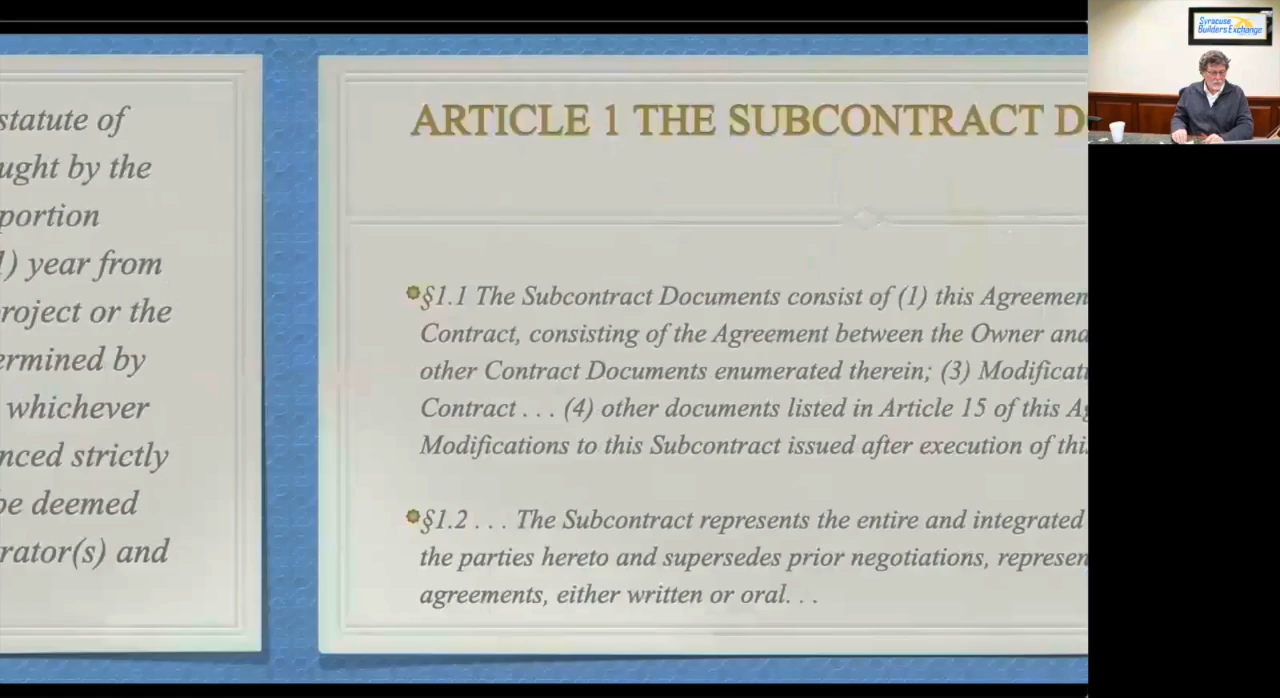 statute of
ught by the
portion
1) year from
roject or the
ermined by
whichever
nced strictly
be deemed
rator(s) and
ARTICLE 1 THE SUBCONTRACT D
§1.1 The Subcontract Documents consist of (1) this Agreemen
Contract, consisting of the Agreement between the Owner and
other Contract Documents enumerated therein; (3) Modificati
Contract . . . (4) other documents listed in Article 15 of this Ag
Modifications to this Subcontract issued after execution of this
§1.2 . . . The Subcontract represents the entire and integrated
the parties hereto and supersedes prior negotiations, represen
agreements, either written or oral. . .
Syracuse
Builders Exchange